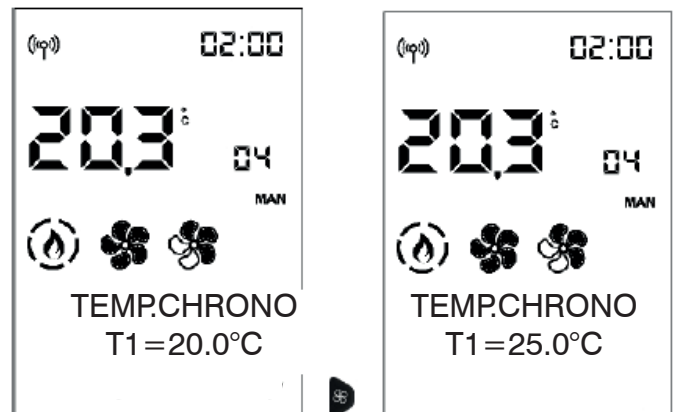 02:00
20,3 °C
04
MAN
TEMP.CHRONO
T1=20.0°C
02:00
20,3 °C
04
MAN
TEMP.CHRONO
T1=25.0°C